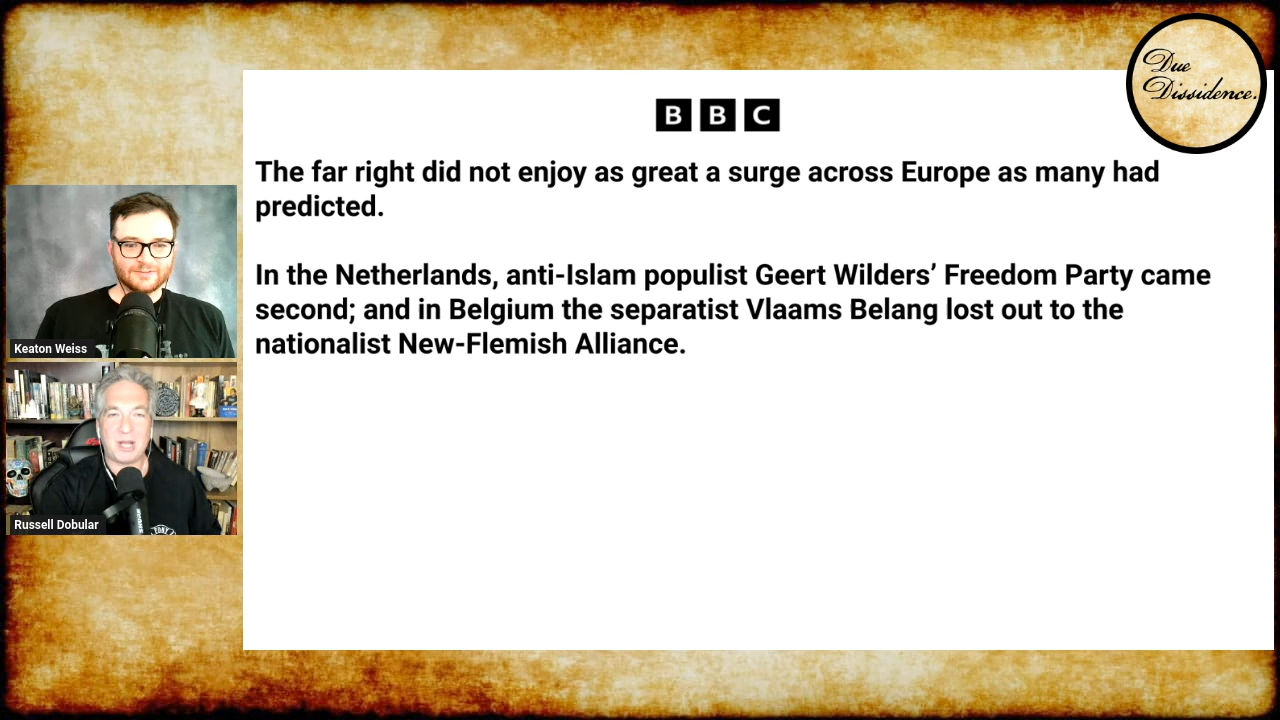 Due
Dissidence.
BBC
The far right did not enjoy as great a surge across Europe as many had
predicted.
In the Netherlands, anti-Islam populist Geert Wilders’ Freedom Party came
second; and in Belgium the separatist Vlaams Belang lost out to the
nationalist New-Flemish Alliance.
Keaton Weiss
Russell Dobular